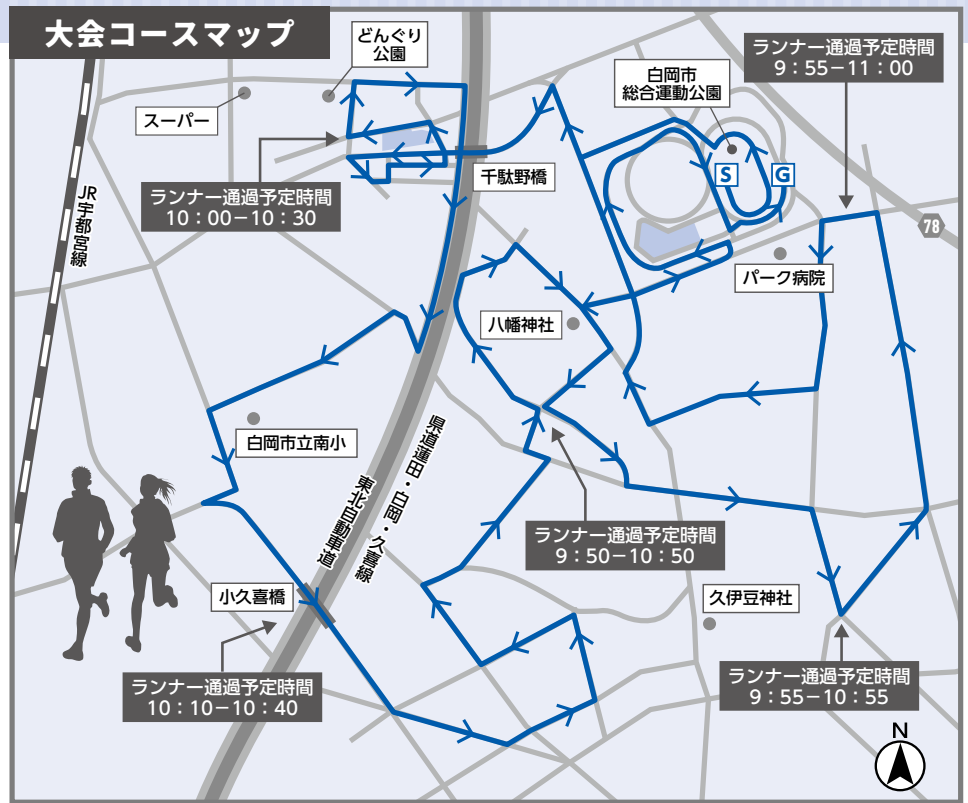 大会コースマップ
どんぐり
公園
スーパー
ランナー通過予定時間
9：55－11：00
白岡市
総合運動公園
S
G
千駄野橋
ランナー通過予定時間
10：00－10：30
JR宇都宮線
78
パーク病院
八幡神社
白岡市立南小
県道蓮田・白岡・久喜線
東北自動車道
ランナー通過予定時間
9：50－10：50
小久喜橋
久伊豆神社
ランナー通過予定時間
10：10－10：40
ランナー通過予定時間
9：55－10：55
N